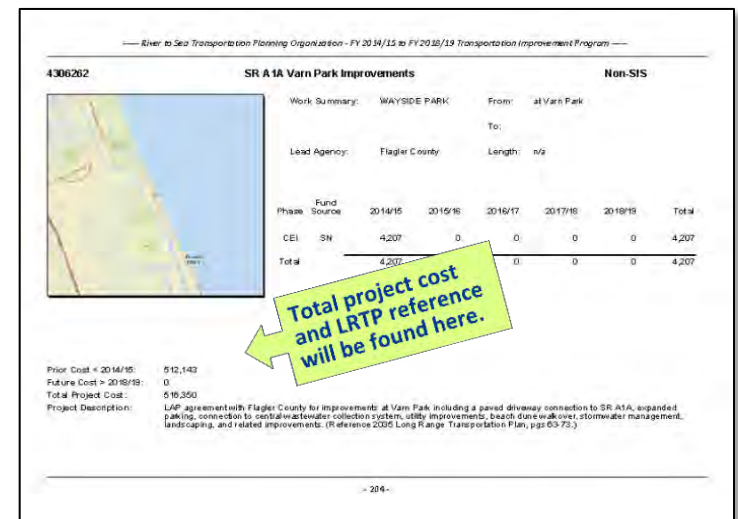 ----- River to Sea Transportation Planning Organization - FY 2014/15 to FY 2018/19 Transportation Improvement Program -----
4306262 SR A1A Varn Park Improvements Non-SIS
Work Summary: WAYSIDE PARK From: at Varn Park
To:
Lead Agency: Flagler County Length: n/a
Phase Fund Source 2014/15 2015/16 2016/17 2017/18 2018/19 Total
CEI SN 4,207 0 0 0 0 4,207
Total 4,207 0 0 0 4,207
Total project cost
and LRTP reference
will be found here.
Prior Cost < 2014/15: 512,143
Future Cost > 2018/19: 0
Total Project Cost: 516,350
Project Description: LAP agreement with Flagler County for improvements at Varn Park including a paved driveway connection to SR A1A, expanded
parking, connection to central wastewater collection system, utility improvements, beach dune walkover, stormwater management,
landscaping, and related improvements. (Reference 2035 Long Range Transportation Plan, pgs 63-73.)
- 204 -